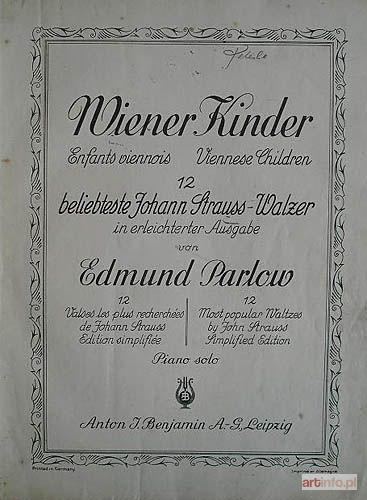 Wiener Kinder
Enfants viennois Viennese Children
12
beliebteste Johann Strauss-Walzer
in erleichterter Ausgabe
von
Edmund Parlow
12
Valses les plus recherchées
de Johann Strauss
Edition simplifiée
12
Most popular Waltzes
by John Strauss
Simplified Edition
Piano solo
Anton J. Benjamin A.-G., Leipzig
Printed in Germany
Imprimé en Allemagne
artinfo.pl